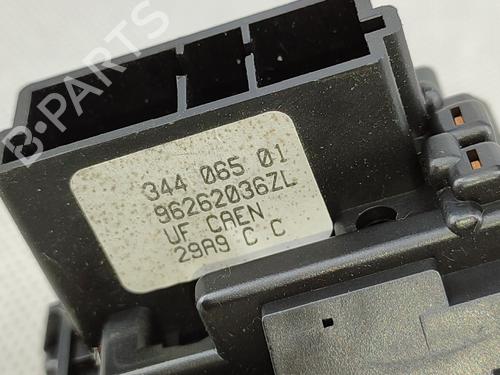 B-PARTS
344 065 01
96262036ZL
UF CAEN
29A9 C C